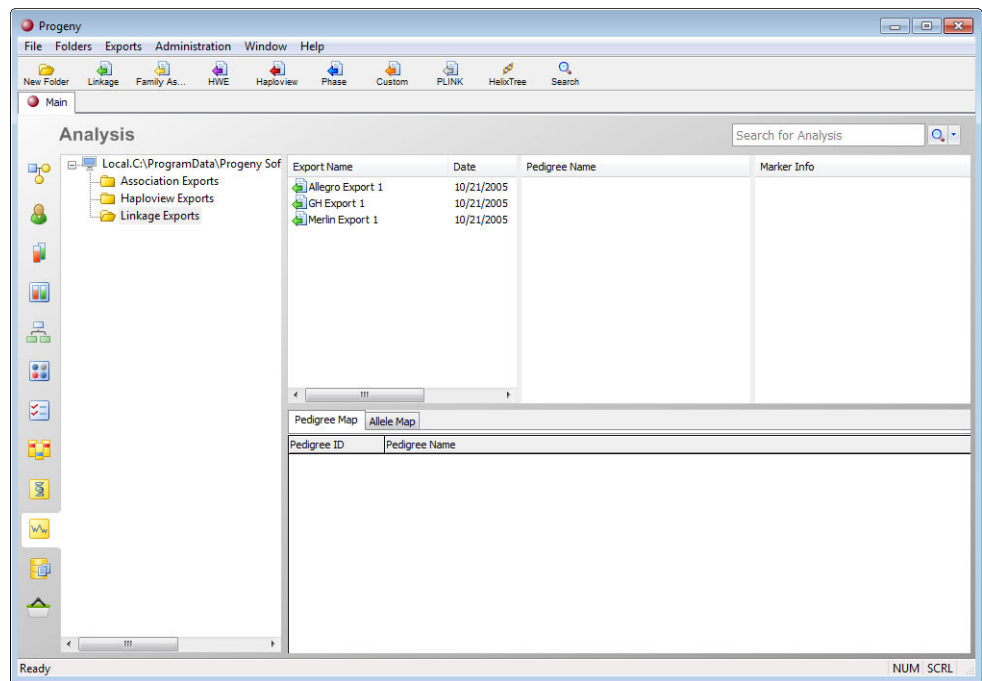 Progeny
File Folders Exports Administration Window Help
New Folder Linkage Family As... HWE Haploview Phase Custom PLINK HelixTree Search
Main
Analysis
Search for Analysis
Local.C:\ProgramData\Progeny Sof
Association Exports
Haploview Exports
Linkage Exports
Export Name Date Pedigree Name Marker Info
Allegro Export 1 10/21/2005
GH Export 1 10/21/2005
Merlin Export 1 10/21/2005
Pedigree Map Allele Map
Pedigree ID Pedigree Name
Ready NUM SCRL